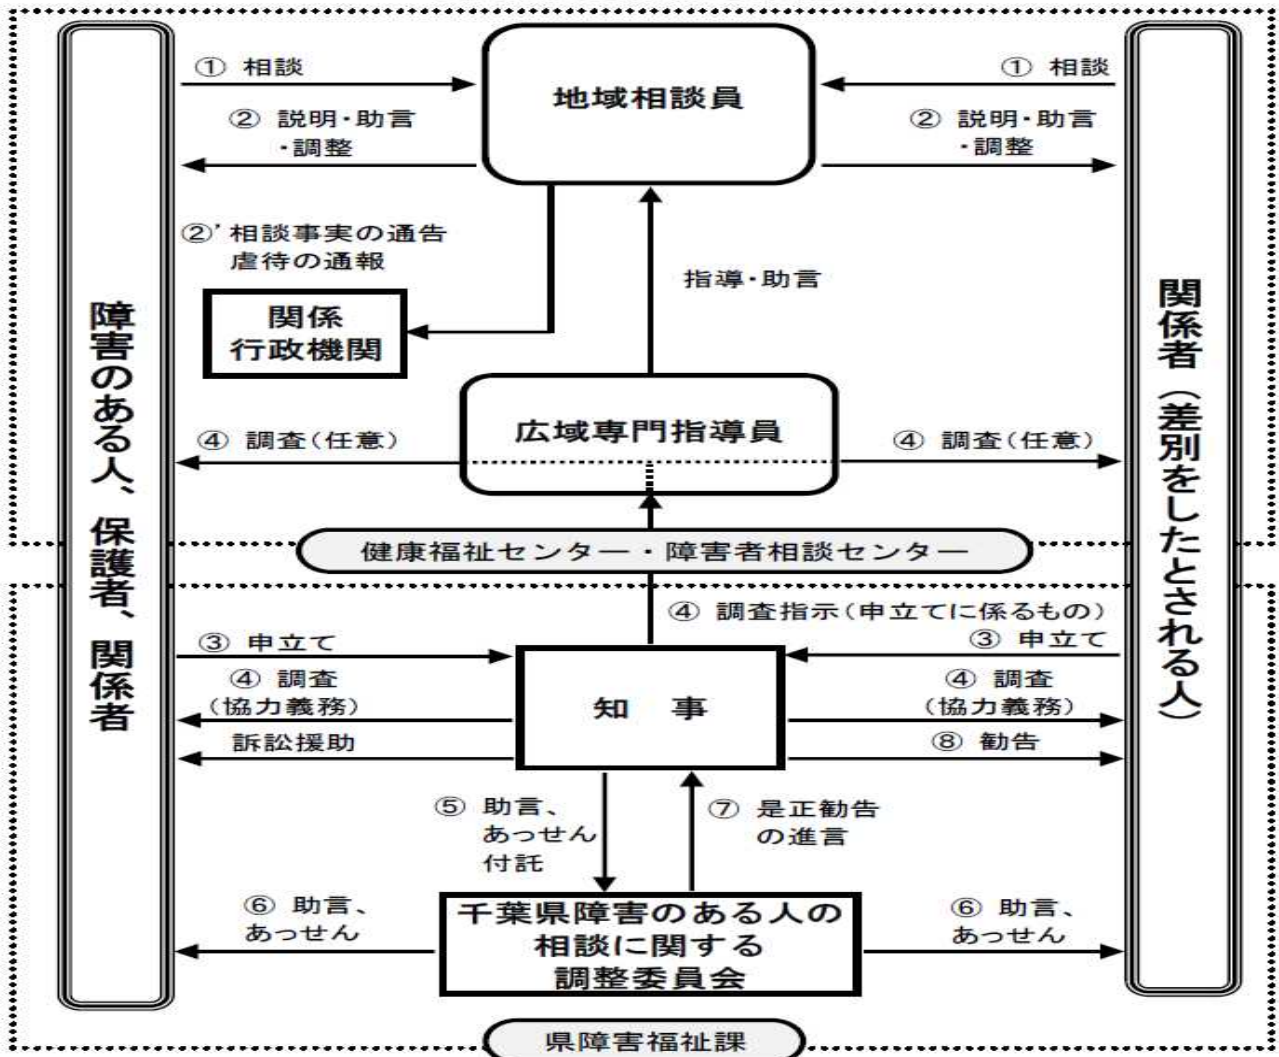 ① 相談
地域相談員
① 相談
② 説明・助言
・調整
② 説明・助言
・調整
②’相談事実の通告
虐待の通報
指導・助言
関係
行政機関
障害のある人、保護者、関係者
関係者（差別をしたとされる人）
④ 調査（任意）
広域専門指導員
④ 調査（任意）
健康福祉センター・障害者相談センター
④ 調査指示（申立てに係るもの）
③ 申立て
③ 申立て
④ 調査
（協力義務）
知　事
④ 調査
（協力義務）
訴訟援助
⑧ 勧告
⑤ 助言、
あっせん
付託
⑦ 是正勧告
の進言
⑥ 助言、
あっせん
千葉県障害のある人の
相談に関する
調整委員会
⑥ 助言、
あっせん
県障害福祉課